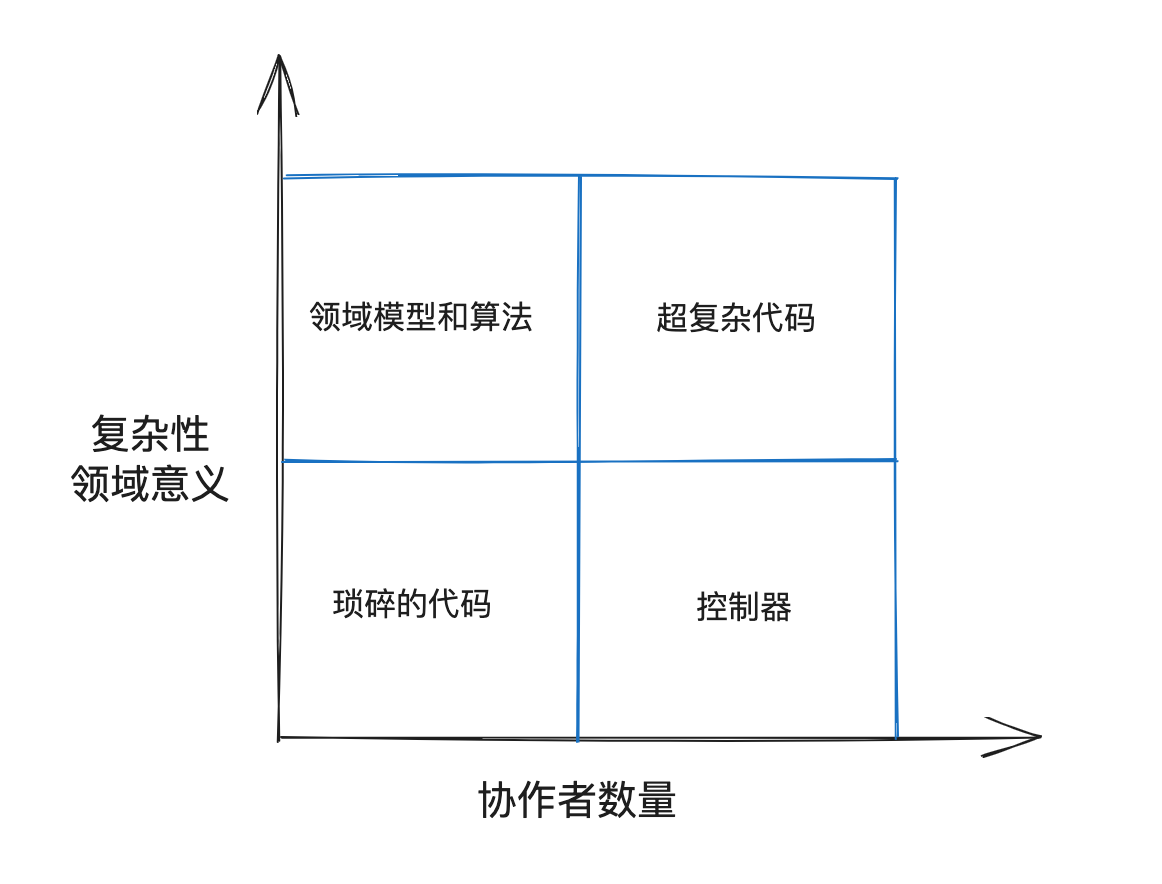 领域模型和算法
超复杂代码
复杂性
领域意义
琐碎的代码
控制器
协作者数量